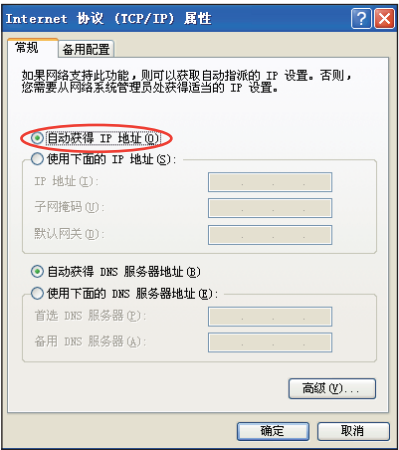 Internet 协议 (TCP/IP) 属性
常规 备用配置
如果网络支持此功能，则可以获取自动指派的 IP 设置。否则，
您需要从网络系统管理员处获得适当的 IP 设置。
自动获得 IP 地址(O)
使用下面的 IP 地址(S):
IP 地址(I):
子网掩码(U):
默认网关(D):
自动获得 DNS 服务器地址(B)
使用下面的 DNS 服务器地址(E):
首选 DNS 服务器(P):
备用 DNS 服务器(A):
高级(V)...
确定 取消